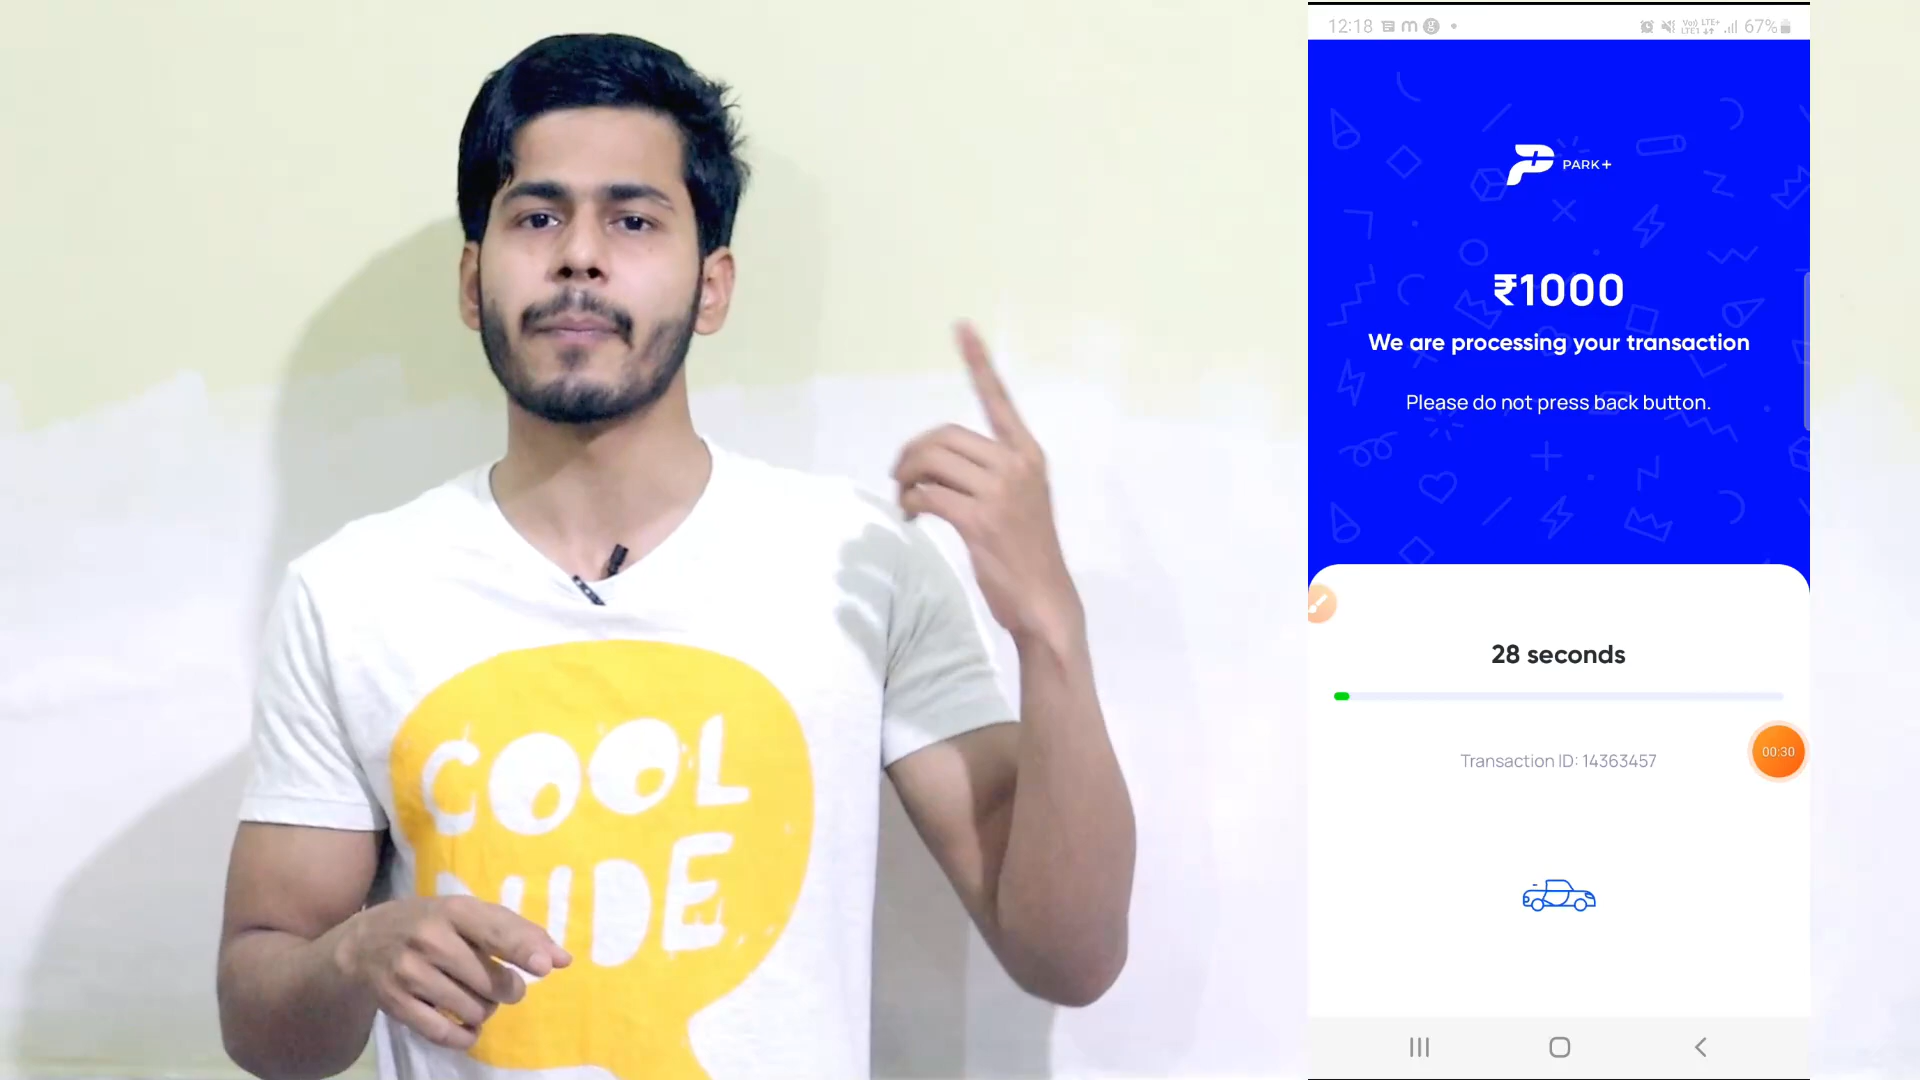 COOL
DUDE
12:18
67%
PARK+
₹1000
We are processing your transaction
Please do not press back button.
28 seconds
00:30
Transaction ID: 14363457